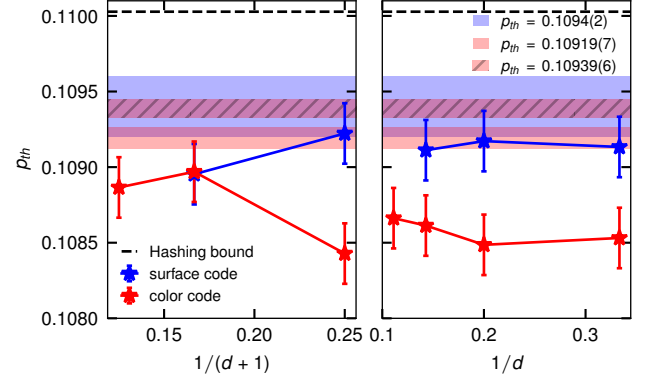 0.1100
0.1095
0.1090
0.1085
0.1080
p_th
p_th = 0.1094(2)
p_th = 0.10919(7)
p_th = 0.10939(6)
Hashing bound
surface code
color code
0.15 0.20 0.25
0.1 0.2 0.3
1/(d + 1)
1/d